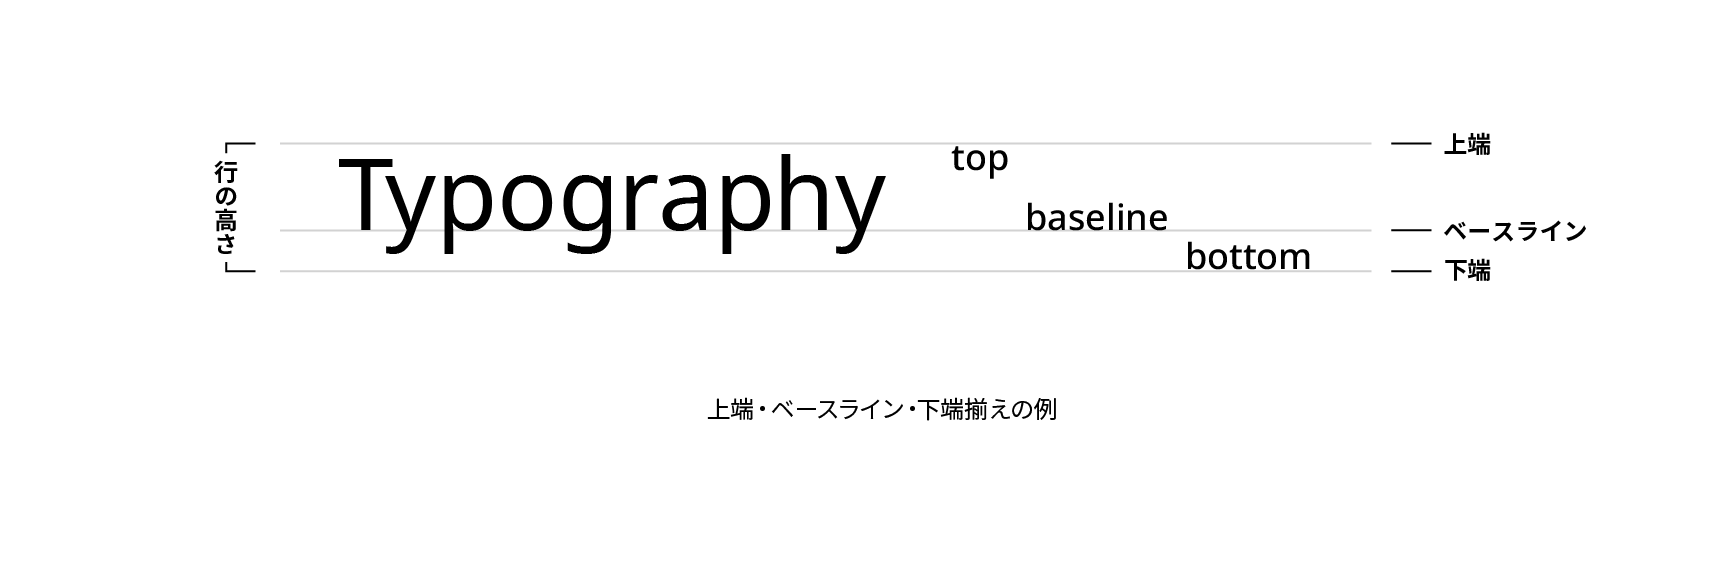 行の高さ
Typography
top
baseline
bottom
上端
ベースライン
下端
上端・ベースライン・下端揃えの例